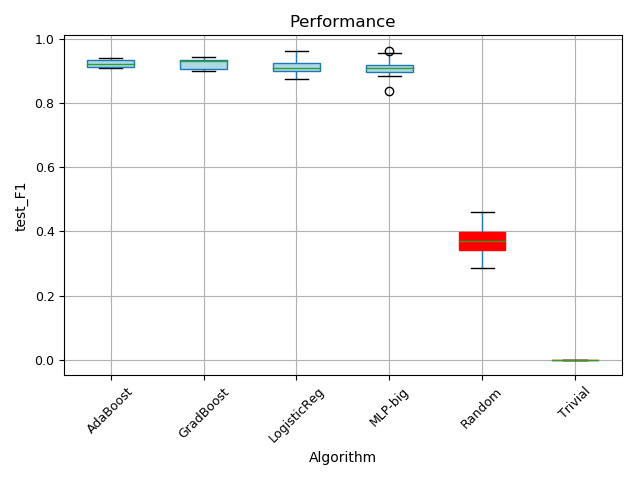 Performance
1.0
0.8
0.6
0.4
0.2
0.0
test_F1
AdaBoost
GradBoost
LogisticReg
MLP-big
Random
Trivial
Algorithm